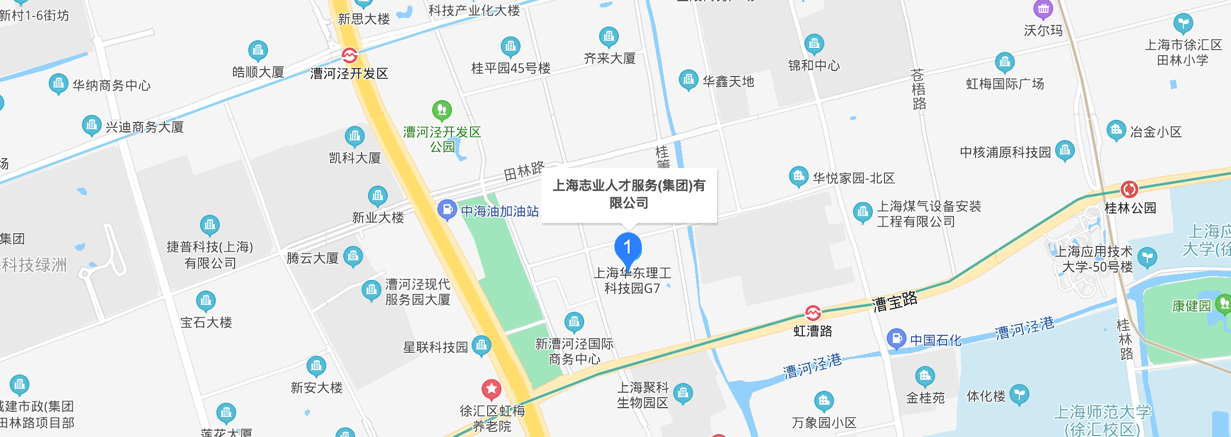 新村1-6街坊
新思大楼
科技产业化大楼
沃尔玛
上海市徐汇区
田林小学
皓顺大厦
漕河泾开发区
桂平园45号楼
齐来大厦
锦和中心
华纳商务中心
华鑫天地
苍梧路
虹梅国际广场
兴迪商务大厦
漕河泾开发区
公园
冶金小区
场
凯科大厦
田林路
桂
中核浦原科技园
上海志业人才服务(集团)有
限公司
华悦家园-北区
新业大楼
中海油加油站
上海煤气设备安装
工程有限公司
桂林公园
集团
捷普科技(上海)
有限公司
科技绿洲
腾云大厦
上海华东理工
科技园G7
1
上海应用技术
大学-50号楼
上海应
大学(徐
漕河泾现代
服务园大厦
宝石大楼
漕宝路
康健园
虹漕路
漕河泾港
桂林路
星联科技园
新漕河泾国际
商务中心
中国石化
漕河泾港
新安大楼
上海聚科
生物园区
城建市政(集团
田林路项目部
徐汇区虹梅
养老院
金桂苑
体化楼
万象园小区
上海师范大学
(徐汇校区)
莲花大厦